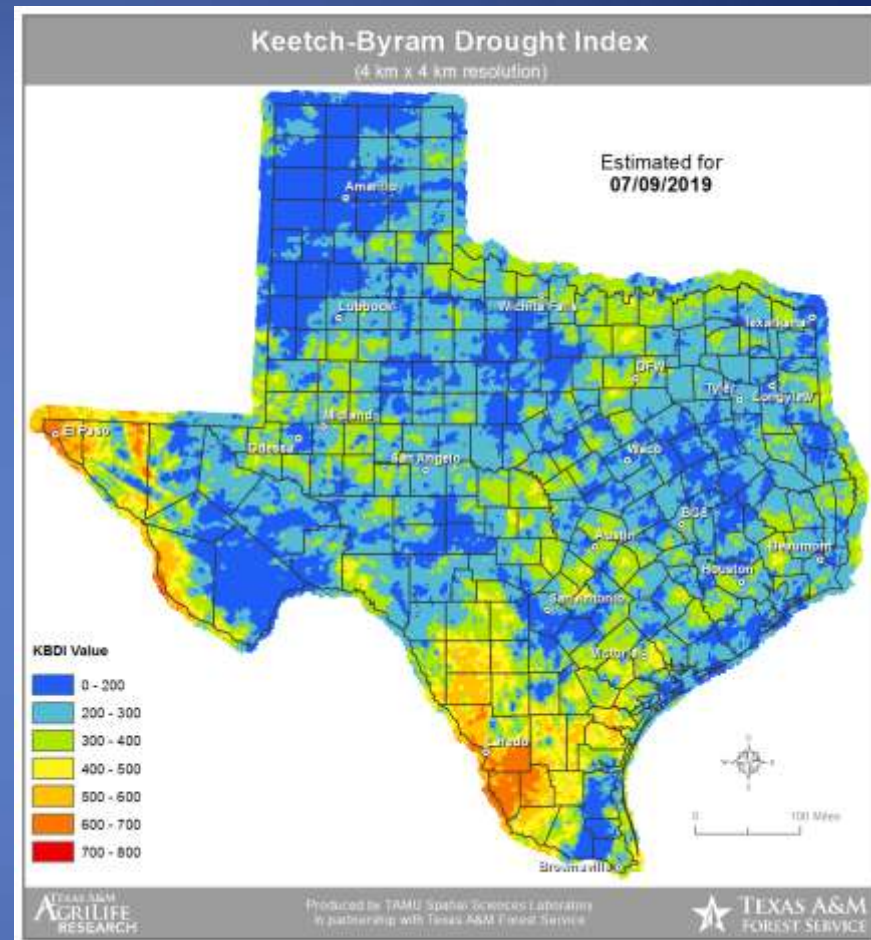 Keetch-Byram Drought Index
(4 km x 4 km resolution)
Estimated for
07/09/2019
Amarillo
Lubbock
Wichita Falls
Texarkana
DFW
Tyler
Longview
El Paso
Midland
Odessa
San Angelo
Waco
BCS
Austin
Beaumont
Houston
San Antonio
Victoria
Laredo
Brownsville
KBDI Value
0 - 200
200 - 300
300 - 400
400 - 500
500 - 600
600 - 700
700 - 800
0 100 Miles
TEXAS A&M
AGRILIFE
RESEARCH
Produced by TAMU Spatial Sciences Laboratory
in partnership with Texas A&M Forest Service
TEXAS A&M
FOREST SERVICE